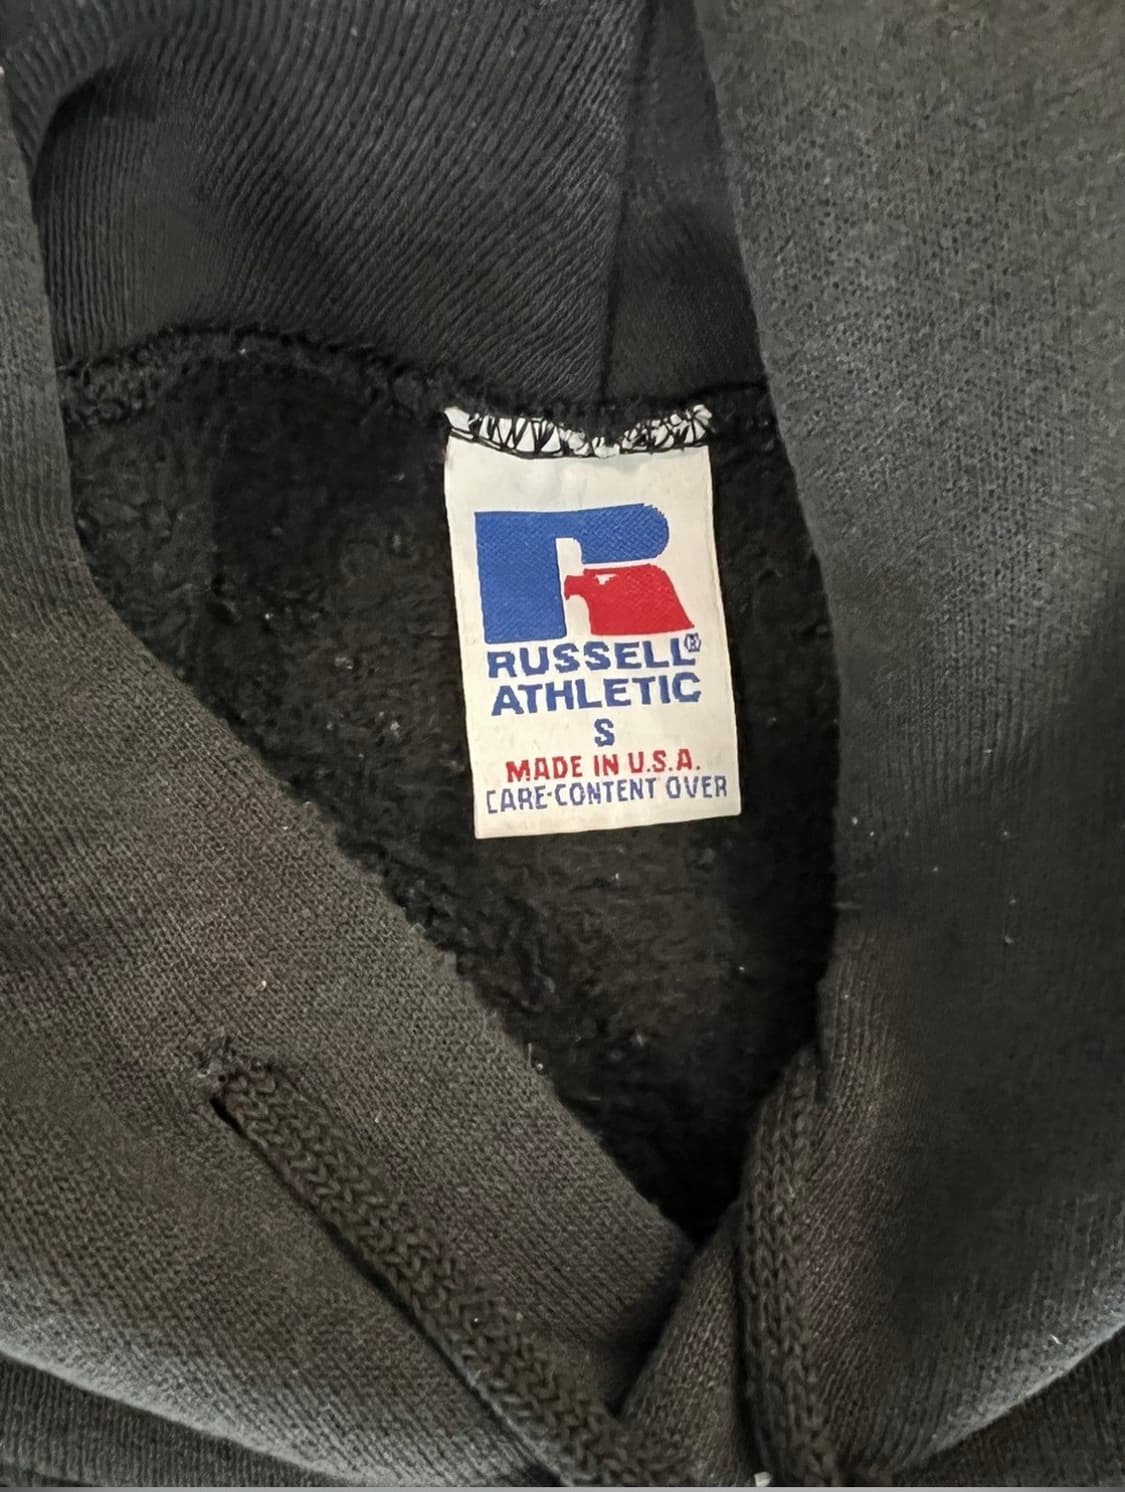 R
RUSSELL®
ATHLETIC
S
MADE IN U.S.A.
CARE-CONTENT OVER